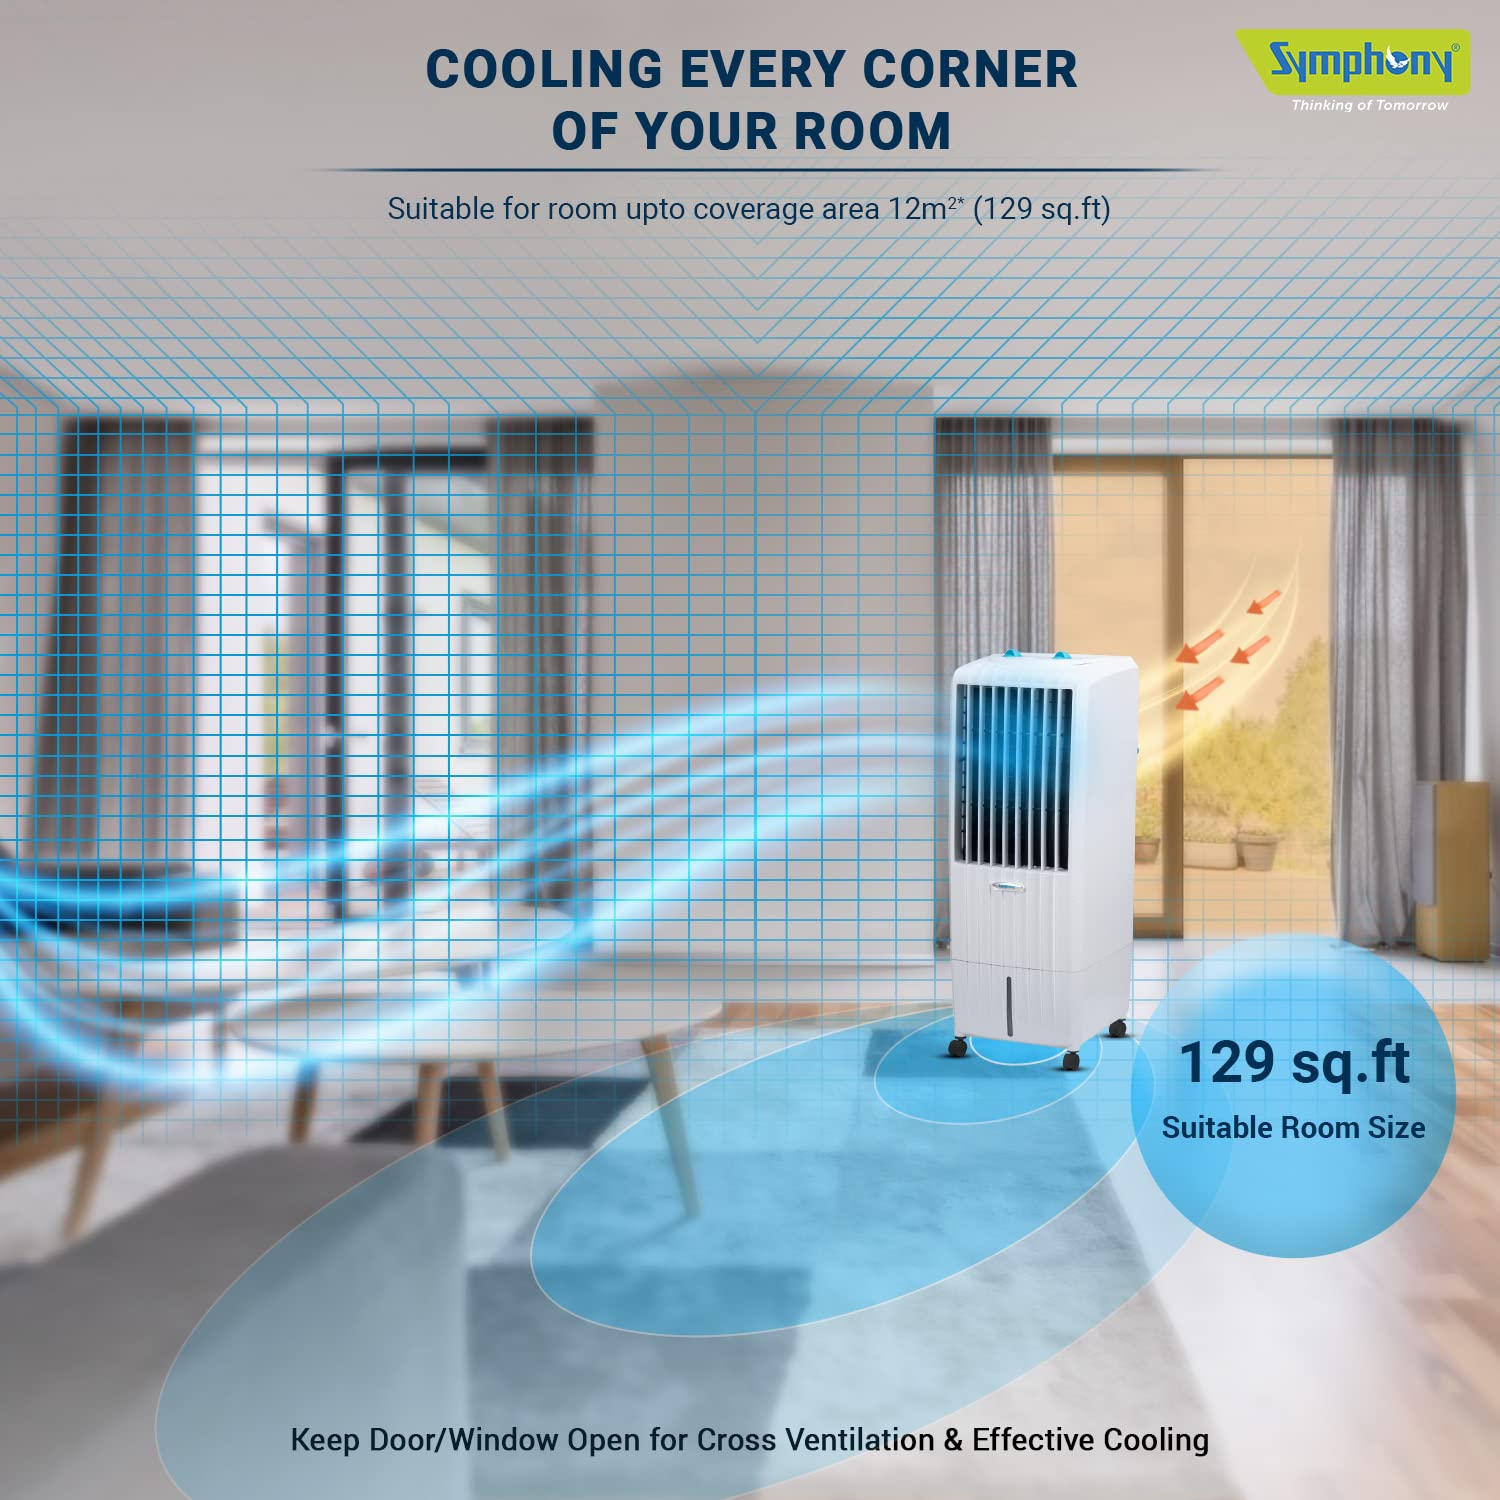 COOLING EVERY CORNER
OF YOUR ROOM
Symphony®
Thinking of Tomorrow
Suitable for room upto coverage area 12m²* (129 sq.ft)
129 sq.ft
Suitable Room Size
Keep Door/Window Open for Cross Ventilation & Effective Cooling